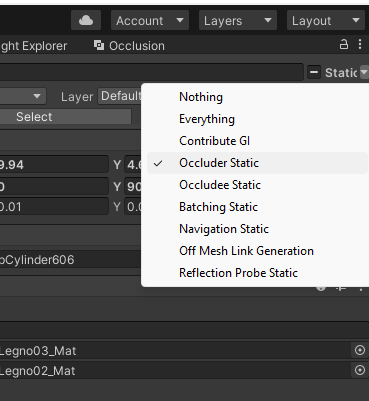 Account Layers Layout
ght Explorer Occlusion
Static
Layer Default
Nothing
Select
Everything
Contribute GI
9.94 Y 4.6
Occluder Static
0 Y 90
Occludee Static
0.01 Y 0.0
Batching Static
Navigation Static
Off Mesh Link Generation
Cylinder606
Reflection Probe Static
Legno03_Mat
Legno02_Mat